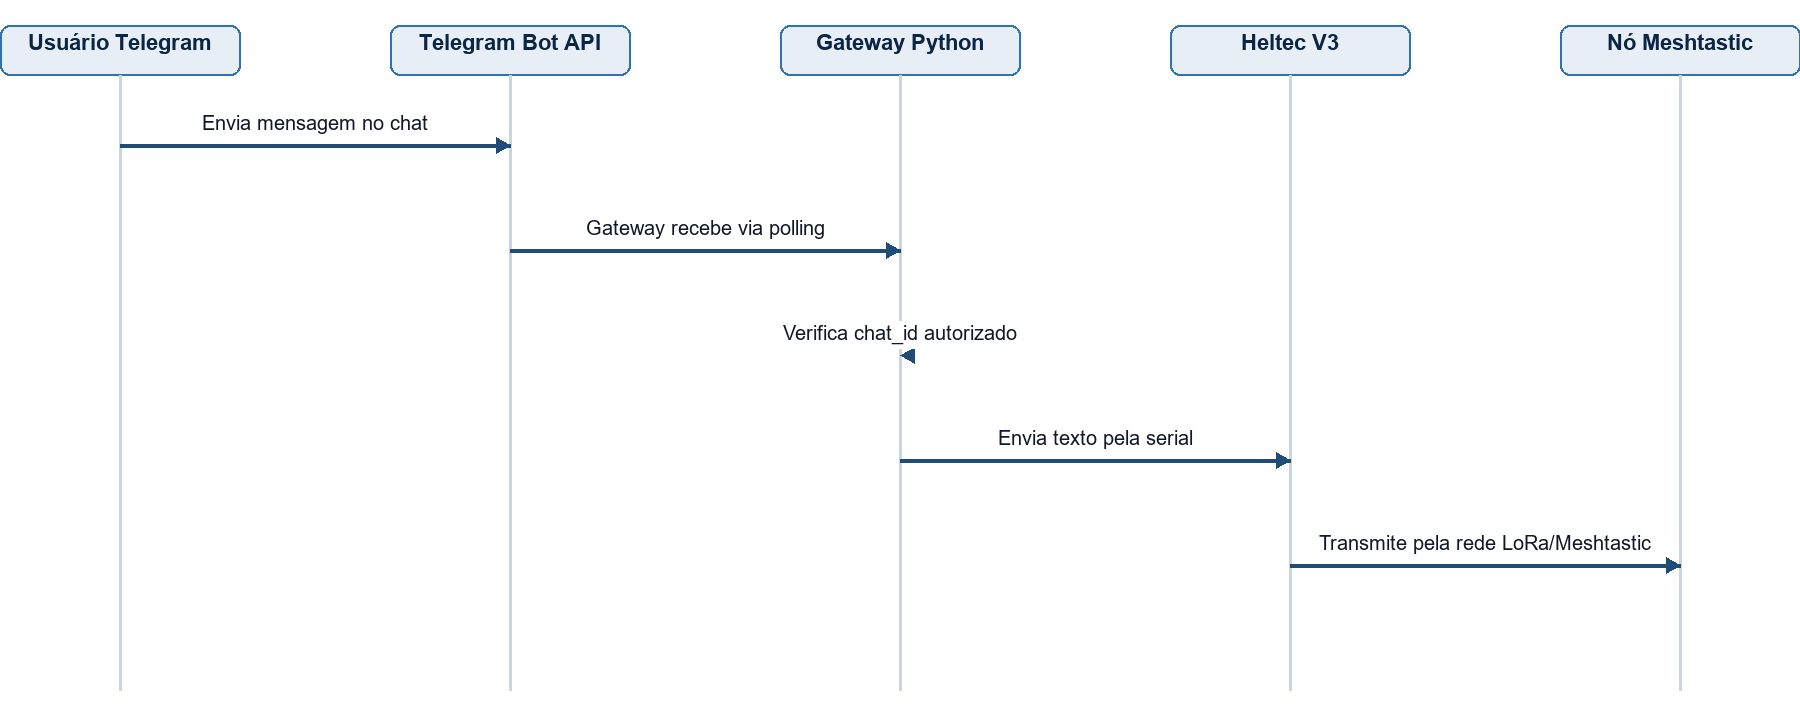 Usuário Telegram
Telegram Bot API
Gateway Python
Heltec V3
Nó Meshtastic
Envia mensagem no chat
Gateway recebe via polling
Verifica chat_id autorizado
Envia texto pela serial
Transmite pela rede LoRa/Meshtastic